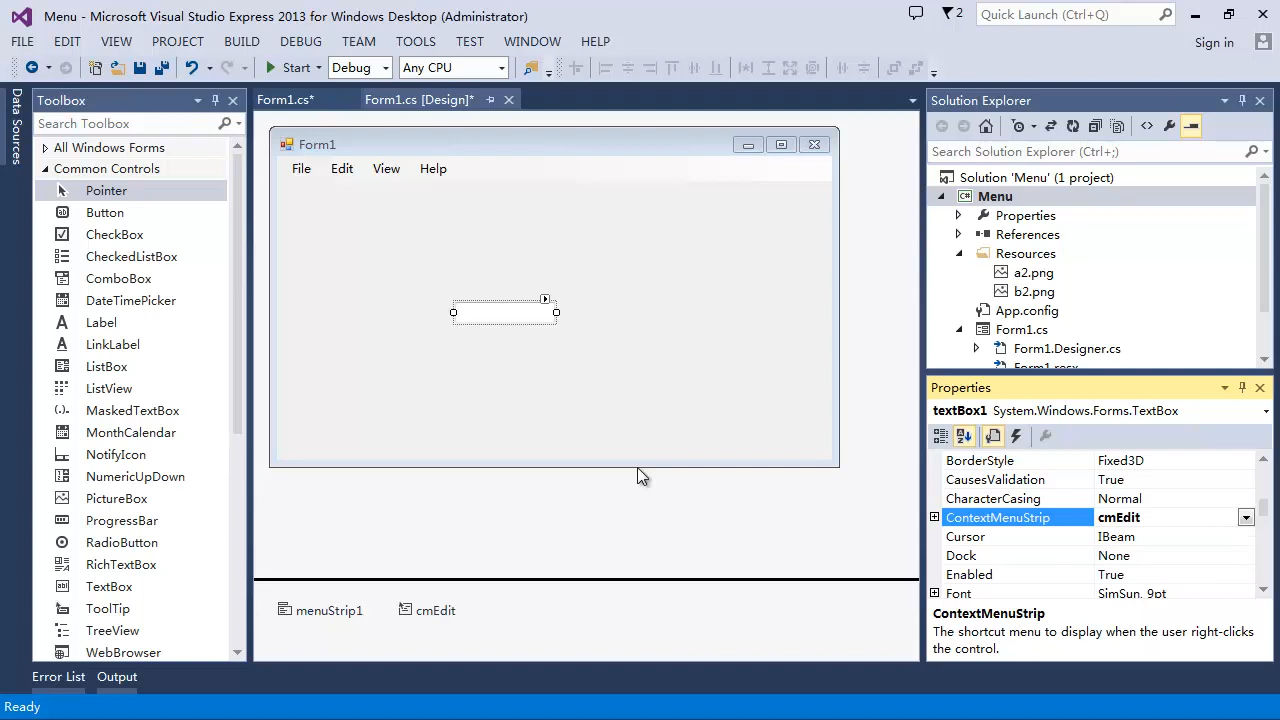 Menu - Microsoft Visual Studio Express 2013 for Windows Desktop (Administrator)
2
Quick Launch (Ctrl+Q)
FILE EDIT VIEW PROJECT BUILD DEBUG TEAM TOOLS TEST WINDOW HELP
Sign in
Start Debug Any CPU
Data Sources
Toolbox
Search Toolbox
All Windows Forms
Common Controls
Pointer
Button
CheckBox
CheckedListBox
ComboBox
DateTimePicker
Label
LinkLabel
ListBox
ListView
MaskedTextBox
MonthCalendar
NotifyIcon
NumericUpDown
PictureBox
ProgressBar
RadioButton
RichTextBox
TextBox
ToolTip
TreeView
WebBrowser
Form1.cs* Form1.cs [Design]*
Form1
File Edit View Help
menuStrip1 cmEdit
Solution Explorer
Search Solution Explorer (Ctrl+;)
Solution 'Menu' (1 project)
Menu
Properties
References
Resources
a2.png
b2.png
App.config
Form1.cs
Form1.Designer.cs
Form1.resx
Properties
textBox1 System.Windows.Forms.TextBox
BorderStyle Fixed3D
CausesValidation True
CharacterCasing Normal
ContextMenuStrip cmEdit
Cursor IBeam
Dock None
Enabled True
Font SimSun, 9pt
ContextMenuStrip
The shortcut menu to display when the user right-clicks
the control.
Error List Output
Ready